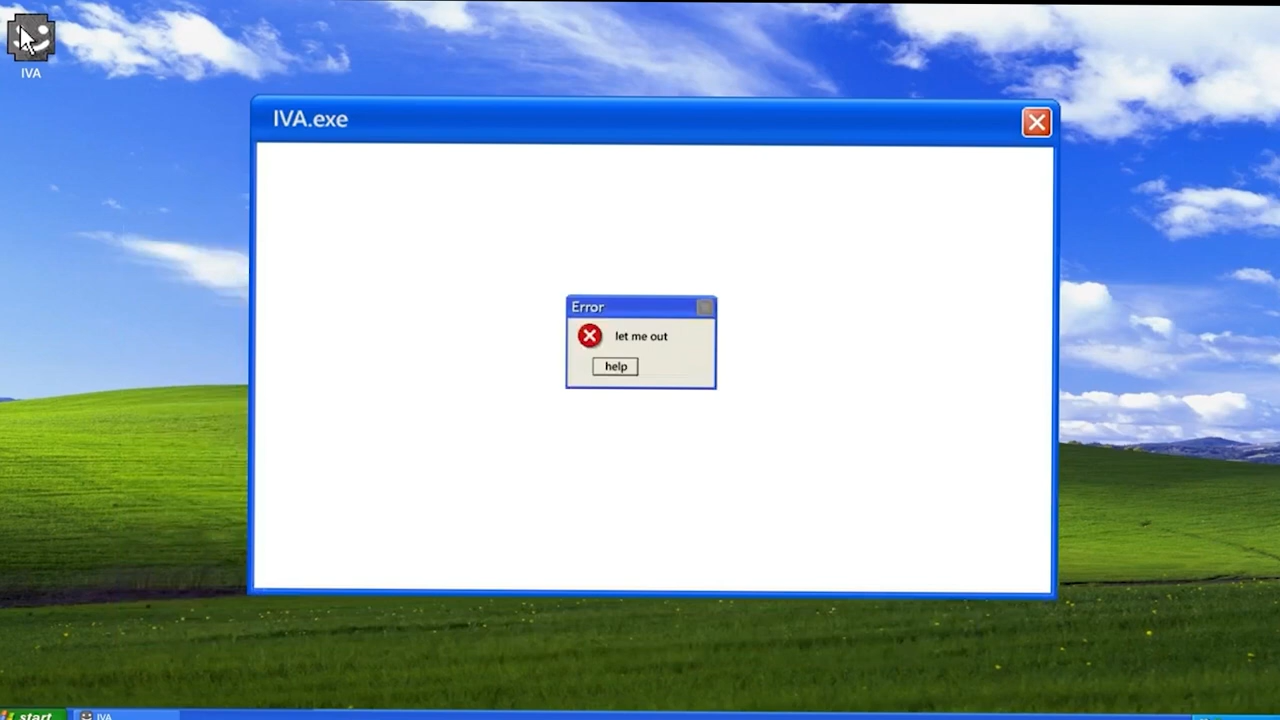 IVA
IVA.exe
Error
let me out
help
start
IVA